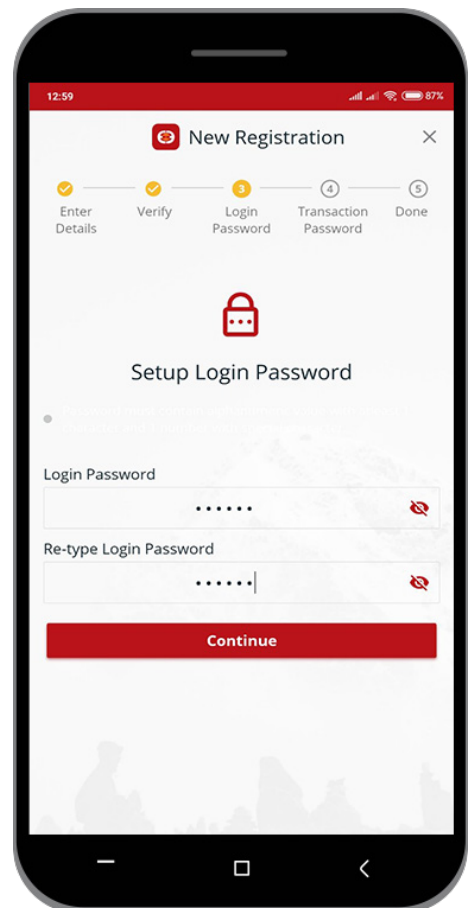 12:59
87%
New Registration
3
4
5
Enter
Details
Verify
Login
Password
Transaction
Password
Done
Setup Login Password
Login Password
Re-type Login Password
Continue